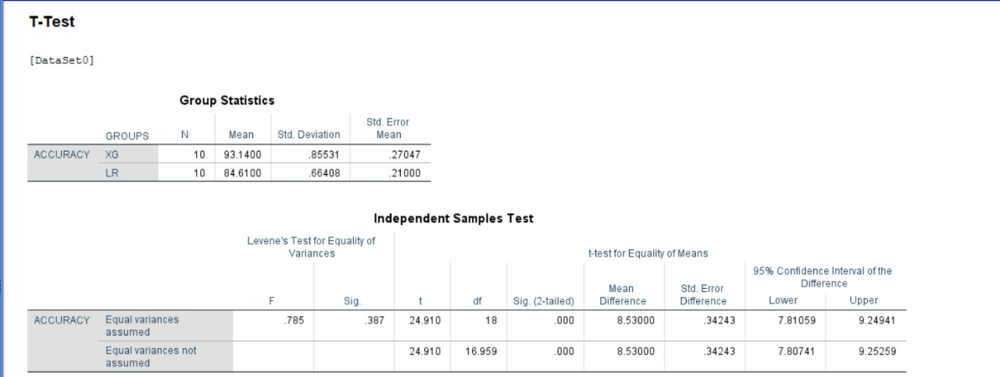 T-Test
[DataSet0]
Group Statistics
GROUPS N Mean Std. Deviation Std. Error Mean
ACCURACY XG 10 93.1400 .85531 .27047
LR 10 84.6100 .66408 .21000
Independent Samples Test
Levene's Test for Equality of Variances
t-test for Equality of Means
95% Confidence Interval of the Difference
F Sig. t df Sig. (2-tailed) Mean Difference Std. Error Difference Lower Upper
ACCURACY Equal variances assumed .785 .387 24.910 18 .000 8.53000 .34243 7.81059 9.24941
Equal variances not assumed 24.910 16.959 .000 8.53000 .34243 7.80741 9.25259